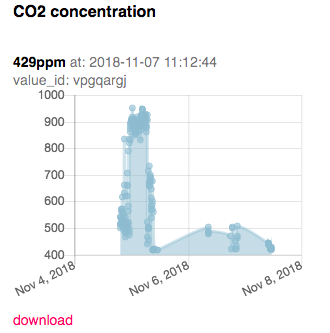 CO2 concentration
429ppm at: 2018-11-07 11:12:44
value_id: vpgqargj
1000
900
800
700
600
500
400
Nov 4, 2018
Nov 6, 2018
Nov 8, 2018
download